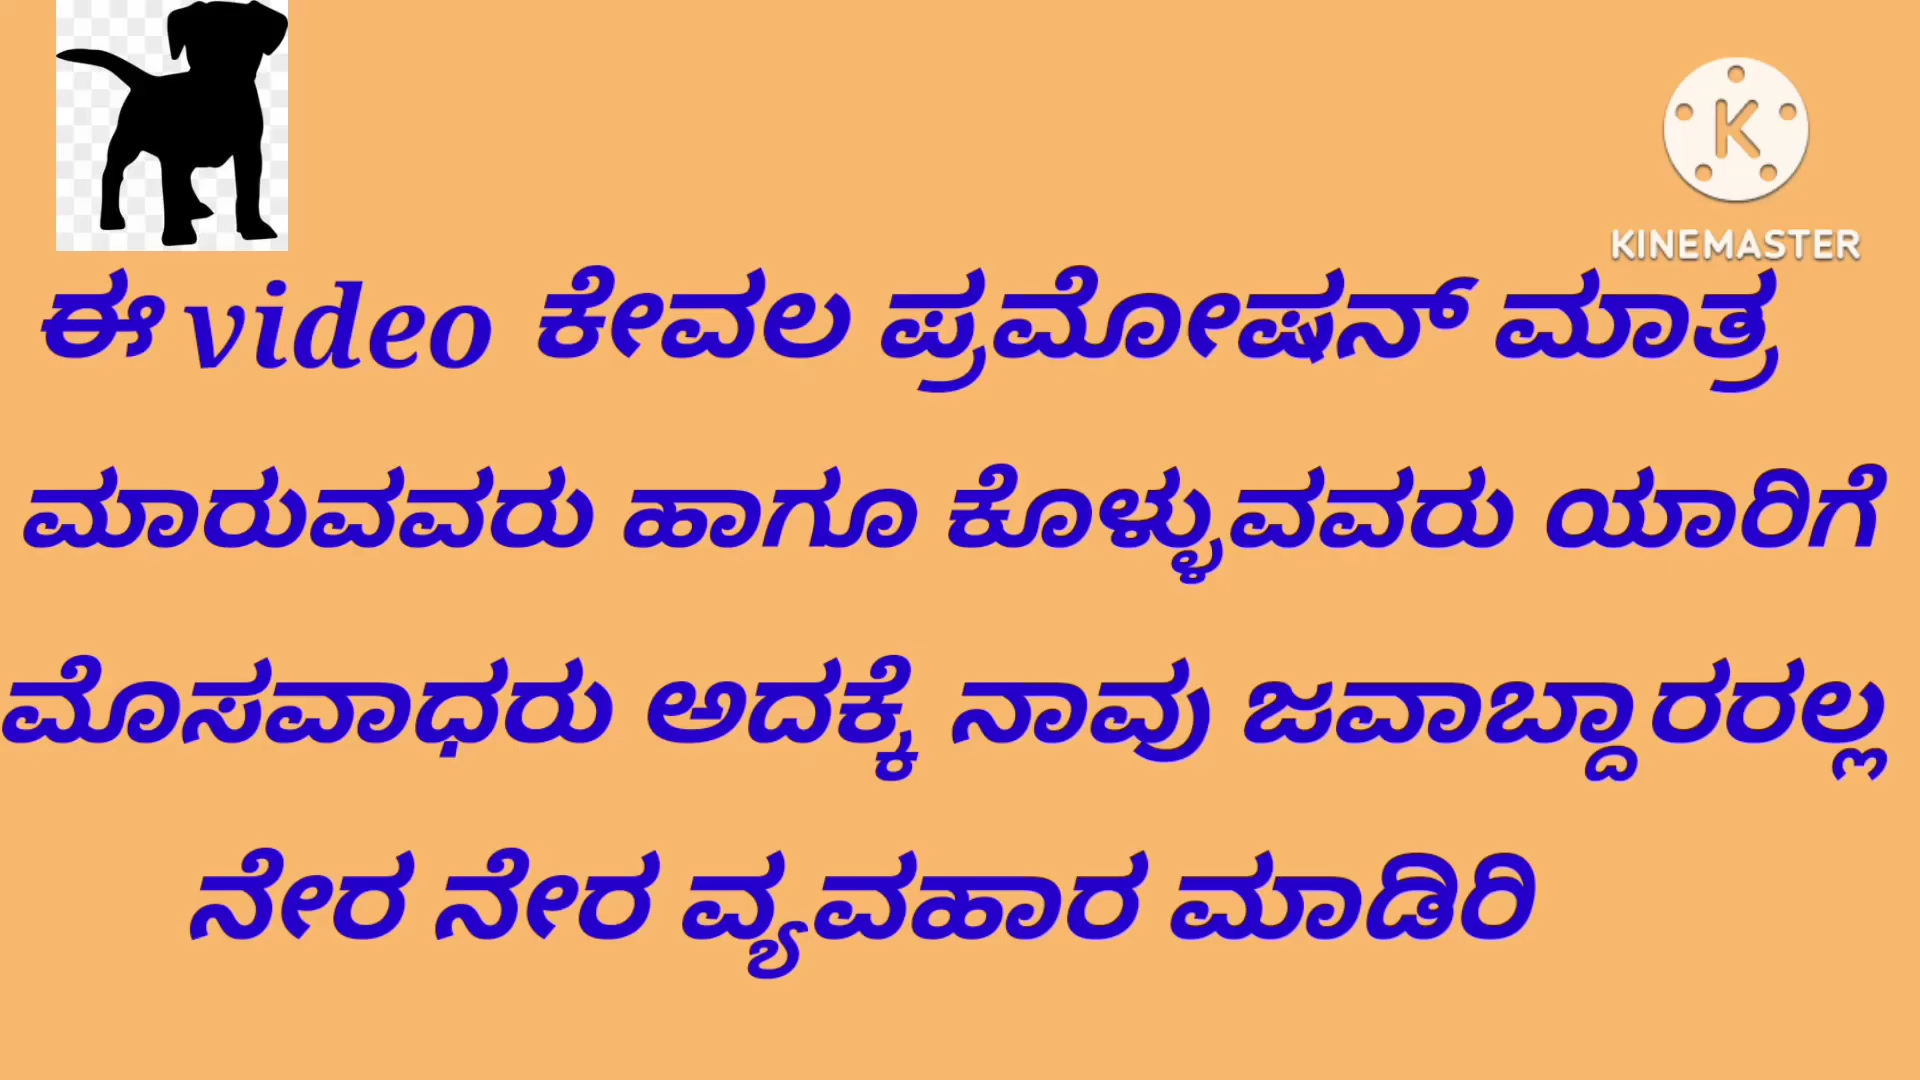 K
KINEMASTER
ಈ video ಕೇವಲ ಪ್ರಮೋಷನ್ ಮಾತ್ರ
ಮಾರುವವರು ಹಾಗೂ ಕೊಳ್ಳುವವರು ಯಾರಿಗೆ
ಮೊಸವಾಧರು ಅದಕ್ಕೆ ನಾವು ಜವಾಬ್ದಾರರಲ್ಲ
ನೇರ ನೇರ ವ್ಯವಹಾರ ಮಾಡಿರಿ